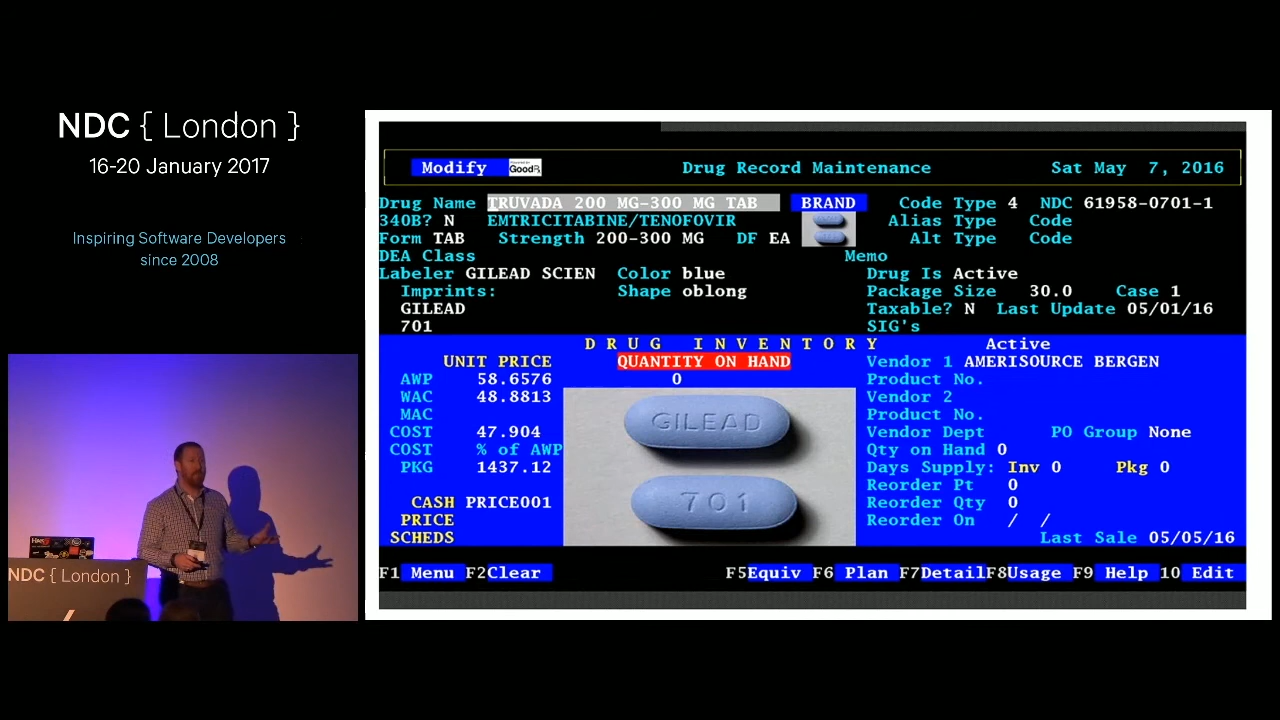 NDC { London }
16-20 January 2017
Inspiring Software Developers
since 2008
NDC { London }
Modify GoodRx Drug Record Maintenance Sat May 7, 2016
Drug Name TRUVADA 200 MG-300 MG TAB BRAND Code Type 4 NDC 61958-0701-1
340B? N EMTRICITABINE/TENOFOVIR Alias Type Code
Form TAB Strength 200-300 MG DF EA Alt Type Code
DEA Class Memo
Labeler GILEAD SCIEN Color blue Drug Is Active
Imprints: Shape oblong Package Size 30.0 Case 1
GILEAD Taxable? N Last Update 05/01/16
701 SIG's
D R U G I N V E N T O R Y Active
UNIT PRICE QUANTITY ON HAND Vendor 1 AMERISOURCE BERGEN
AWP 58.6576 0 Product No.
WAC 48.8813 Vendor 2
MAC Product No.
COST 47.904 Vendor Dept PO Group None
COST % of AWP Qty on Hand 0
PKG 1437.12 Days Supply: Inv 0 Pkg 0
Reorder Pt 0
CASH PRICE001 Reorder Qty 0
PRICE Reorder On / /
SCHEDS Last Sale 05/05/16
GILEAD
701
F1 Menu F2Clear F5Equiv F6 Plan F7DetailF8Usage F9 Help 10 Edit